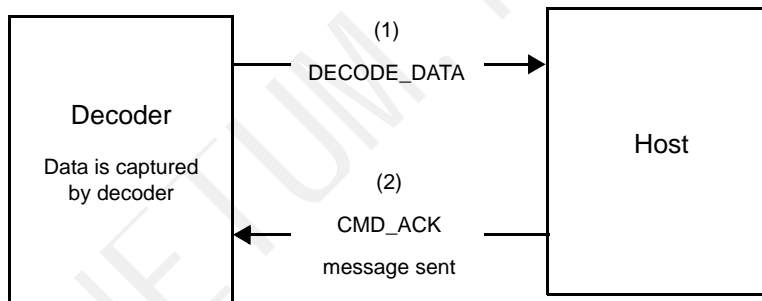 (1)
DECODE_DATA
Decoder
Data is captured
by decoder
Host
(2)
CMD_ACK
message sent